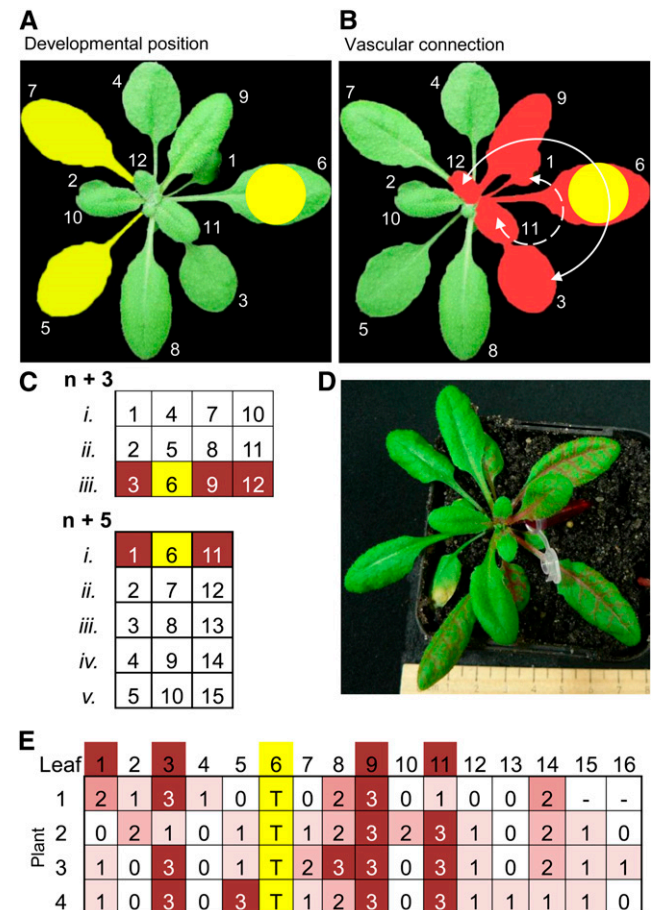 A
Developmental position
B
Vascular connection
7
4
9
12
1
6
2
10
11
5
3
8
7
4
9
12
1
6
2
10
11
5
3
8
C
n + 3
i. 1 4 7 10
ii. 2 5 8 11
iii. 3 6 9 12
n + 5
i. 1 6 11
ii. 2 7 12
iii. 3 8 13
iv. 4 9 14
v. 5 10 15
D
E
Leaf 1 2 3 4 5 6 7 8 9 10 11 12 13 14 15 16
Plant
1 2 1 3 1 0 T 0 2 3 0 1 0 0 2 - -
2 0 2 1 0 1 T 1 2 3 2 3 1 0 2 1 0
3 1 0 3 0 1 T 2 3 3 0 3 1 0 2 1 1
4 1 0 3 0 3 T 1 2 3 0 3 1 1 1 1 0